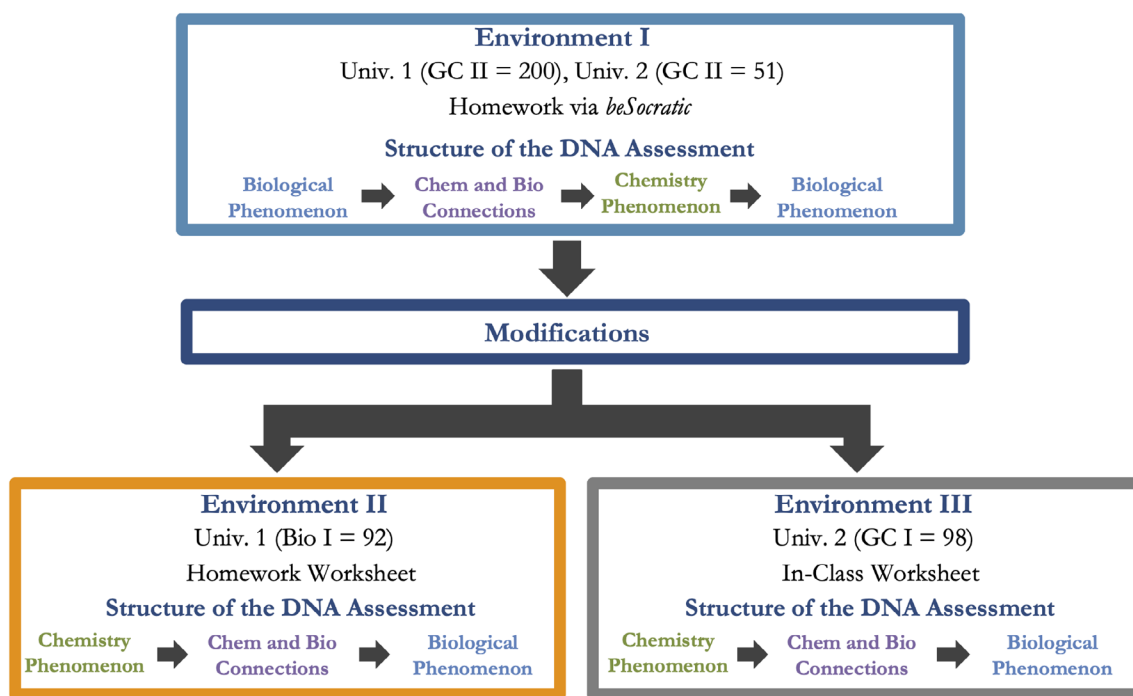 Environment I
Univ. 1 (GC II = 200), Univ. 2 (GC II = 51)
Homework via beSocratic
Structure of the DNA Assessment
Biological
Phenomenon
Chem and Bio
Connections
Chemistry
Phenomenon
Biological
Phenomenon
Modifications
Environment II
Univ. 1 (Bio I = 92)
Homework Worksheet
Structure of the DNA Assessment
Chemistry
Phenomenon
Chem and Bio
Connections
Biological
Phenomenon
Environment III
Univ. 2 (GC I = 98)
In-Class Worksheet
Structure of the DNA Assessment
Chemistry
Phenomenon
Chem and Bio
Connections
Biological
Phenomenon